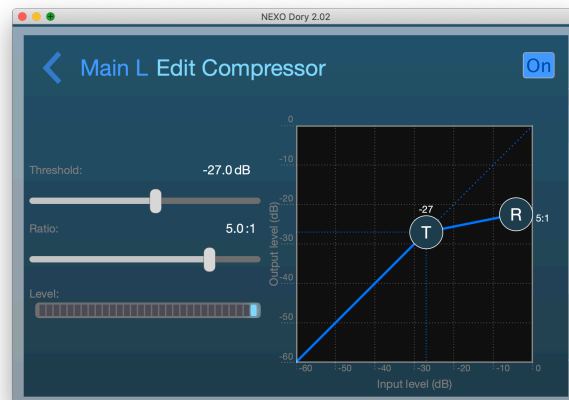 NEXO Dory 2.02
Main L Edit Compressor
On
Threshold:
-27.0 dB
Ratio:
5.0 :1
Level:
Output level (dB)
0
-10
-20
-30
-40
-50
-60
-27
T
R
5:1
-60 -50 -40 -30 -20 -10 0
Input level (dB)